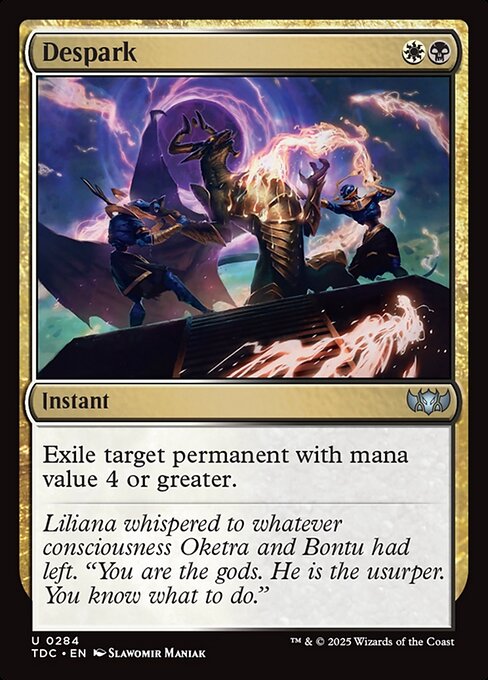 Despark
Instant
Exile target permanent with mana
value 4 or greater.
Liliana whispered to whatever
consciousness Oketra and Bontu had
left. “You are the gods. He is the usurper.
You know what to do.”
U 0284
TDC • EN Slawomir Maniak
™ & © 2025 Wizards of the Coast